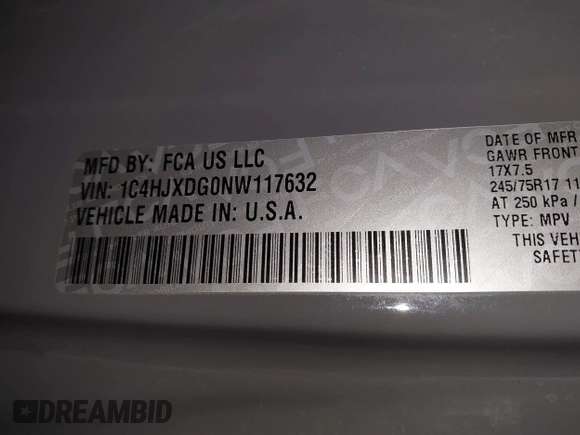 MFD BY: FCA US LLC
VIN: 1C4HJXDG0NW117632
VEHICLE MADE IN: U.S.A.
DATE OF MFR
GAWR FRONT
17X7.5
245/75R17 11
AT 250 kPa /
TYPE: MPV
THIS VEH
SAFET
DREAMBID